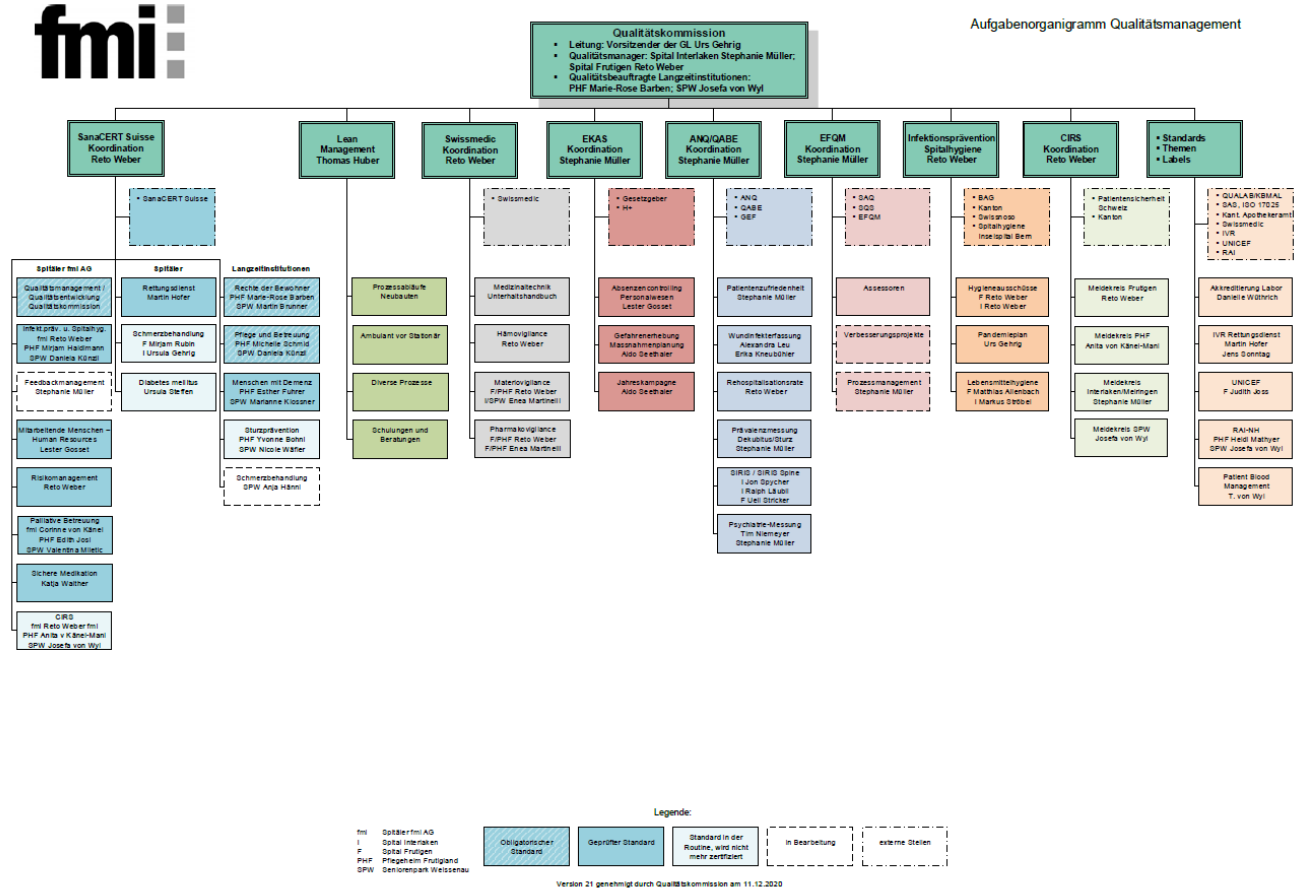 fmi
Aufgabenorganigramm Qualitätsmanagement
Qualitätskommission
▪ Leitung: Vorsitzender der GL Urs Gehrig
▪ Qualitätsmanager: Spital Interlaken Stephanie Müller;
Spital Frutigen Reto Weber
▪ Qualitätsbeauftragte Langzeitinstitutionen:
PHF Marie-Rose Barben; SPW Josefa von Wyl
SanaCERT Suisse
Koordination
Reto Weber
Lean
Management
Thomas Huber
Swissmedic
Koordination
Reto Weber
EKAS
Koordination
Stephanie Müller
ANQ/QABE
Koordination
Stephanie Müller
EFQM
Koordination
Stephanie Müller
Infektionsprävention
Spitalhygiene
Reto Weber
CIRS
Koordination
Reto Weber
▪ Standards
▪ Themen
▪ Labels
• SanaCERT Suisse
• Swissmedic
• Gesetzgeber
• H+
• ANQ
• QABE
• GEF
• SAQ
• SQS
• EFQM
• BAG
• Kanton
• Swissnoso
• Spitalhygiene
Inselspital Bern
• Patientensicherheit
Schweiz
• Kanton
• QUALAB/KBMAL
• SAS, ISO 17025
• Kant. Apothekeramt
• Swissmedic
• IVR
• UNICEF
• RAI
Spitäler fmi AG
Qualitätsmanagement /
Qualitätsentwicklung
Qualitätskommission
Infekt.präv. u. Spitalhyg.
fmi Reto Weber
PHF Mirjam Haldimann
SPW Daniela Künzi
Feedbackmanagement
Stephanie Müller
Mitarbeitende Menschen –
Human Resources
Lester Gosset
Risikomanagement
Reto Weber
Palliative Betreuung
fmi Corinne von Känel
PHF Edith Josi
SPW Valentina Miletic
Sichere Medikation
Katja Walther
CIRS
fmi Reto Weber fmi
PHF Anita v Känel-Mani
SPW Josefa von Wyl
Spitäler
Rettungsdienst
Martin Hofer
Schmerzbehandlung
F Mirjam Rubin
I Ursula Gehrig
Diabetes mellitus
Ursula Steffen
Langzeitinstitutionen
Rechte der Bewohner
PHF Marie-Rose Barben
SPW Martin Brunner
Pflege und Betreuung
PHF Michelle Schmid
SPW Daniela Künzi
Menschen mit Demenz
PHF Esther Fuhrer
SPW Marianne Klossner
Sturzprävention
PHF Yvonne Bohni
SPW Nicole Wäfler
Schmerzbehandlung
SPW Anja Hänni
Prozessabläufe
Neubauten
Ambulant vor Stationär
Diverse Prozesse
Schulungen und
Beratungen
Medizinaltechnik
Unterhaltshandbuch
Hämovigilance
Reto Weber
Materiovigilance
F/PHF Reto Weber
I/SPW Enea Martinelli
Pharmakovigilance
F/PHF Reto Weber
F/PHF Enea Martinelli
Absenzencontrolling
Personalwesen
Lester Gosset
Gefahrenerhebung
Massnahmenplanung
Aldo Seethaler
Jahreskampagne
Aldo Seethaler
Patientenzufriedenheit
Stephanie Müller
Wundinfekterfassung
Alexandra Leu
Erika Kneubühler
Rehospitalisationsrate
Reto Weber
Prävalenzmessung
Dekubitus/Sturz
Stephanie Müller
SIRIS / SIRIS Spine
I Jon Spycher
I Ralph Läubli
F Ueli Stricker
Psychiatrie-Messung
Tim Niemeyer
Stephanie Müller
Assessoren
Verbesserungsprojekte
Prozessmanagement
Stephanie Müller
Hygieneausschüsse
F Reto Weber
I Reto Weber
Pandemieplan
Urs Gehrig
Lebensmittelhygiene
F Matthias Allenbach
I Markus Ströbel
Meldekreis Frutigen
Reto Weber
Meldekreis PHF
Anita von Känel-Mani
Meldekreis
Interlaken/Meiringen
Stephanie Müller
Meldekreis SPW
Josefa von Wyl
Akkreditierung Labor
Danielle Wüthrich
IVR Rettungsdienst
Martin Hofer
Jens Sonntag
UNICEF
F Judith Joss
RAI-NH
PHF Heidi Mathyer
SPW Josefa von Wyl
Patient Blood
Management
T. von Wyl
Legende:
fmi Spitäler fmi AG
I Spital Interlaken
F Spital Frutigen
PHF Pflegeheim Frutigland
SPW Seniorenpark Weissenau
Obligatorischer
Standard
Geprüfter Standard
Standard in der
Routine, wird nicht
mehr zertifiziert
in Bearbeitung
externe Stellen
Version 21 genehmigt durch Qualitätskommission am 11.12.2020